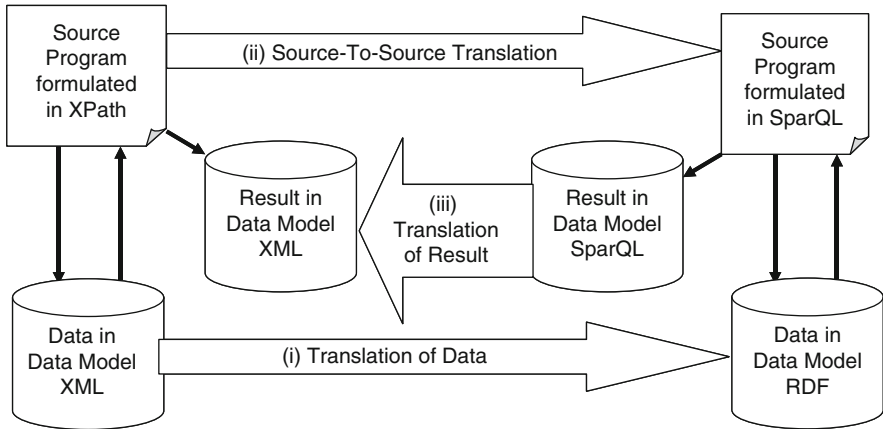 Source
Program
formulated
in XPath
(ii) Source-To-Source Translation
Source
Program
formulated
in SparQL
Result in
Data Model
XML
(iii)
Translation
of Result
Result in
Data Model
SparQL
Data in
Data Model
XML
(i) Translation of Data
Data in
Data Model
RDF